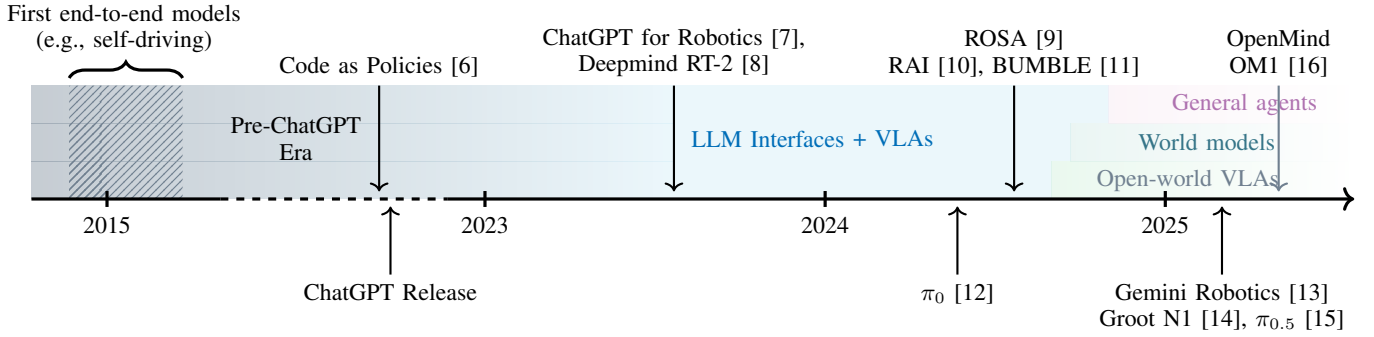 First end-to-end models
(e.g., self-driving)
Code as Policies [6]
ChatGPT for Robotics [7],
Deepmind RT-2 [8]
ROSA [9]
RAI [10], BUMBLE [11]
OpenMind
OM1 [16]
Pre-ChatGPT
Era
LLM Interfaces + VLAs
General agents
World models
Open-world VLAs
2015
2023
2024
2025
ChatGPT Release
π₀ [12]
Gemini Robotics [13]
Groot N1 [14], π₀.₅ [15]